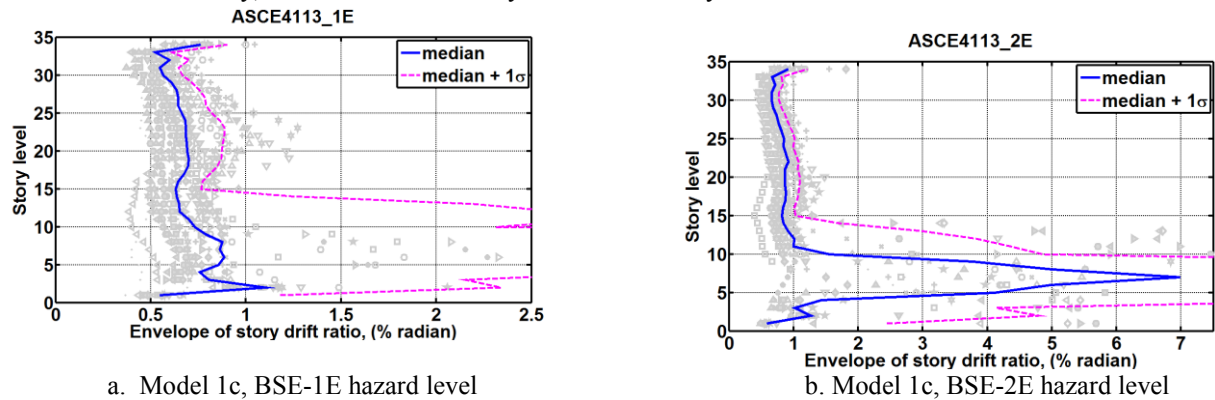 ASCE4113_1E
35
30
25
20
15
10
5
0
Story level
median
median + 1σ
0 0.5 1 1.5 2 2.5
Envelope of story drift ratio, (% radian)
a. Model 1c, BSE-1E hazard level
ASCE4113_2E
35
30
25
20
15
10
5
0
Story level
median
median + 1σ
0 1 2 3 4 5 6 7
Envelope of story drift ratio, (% radian)
b. Model 1c, BSE-2E hazard level